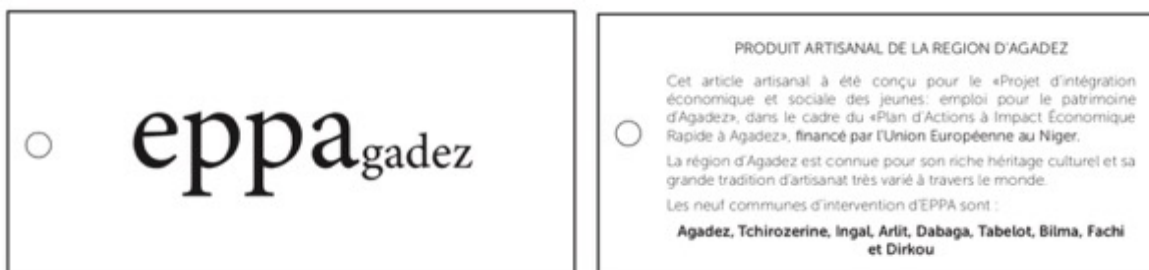 eppagadez
PRODUIT ARTISANAL DE LA REGION D'AGADEZ
Cet article artisanal à été conçu pour le «Projet d'intégration
économique et sociale des jeunes: emploi pour le patrimoine
d'Agadez», dans le cadre du «Plan d'Actions à Impact Économique
Rapide à Agadez», financé par l'Union Européenne au Niger.
La région d'Agadez est connue pour son riche héritage culturel et sa
grande tradition d'artisanat très varié à travers le monde.
Les neuf communes d'intervention d'EPPA sont :
Agadez, Tchirozerine, Ingal, Arlit, Dabaga, Tabelot, Bilma, Fachi
et Dirkou